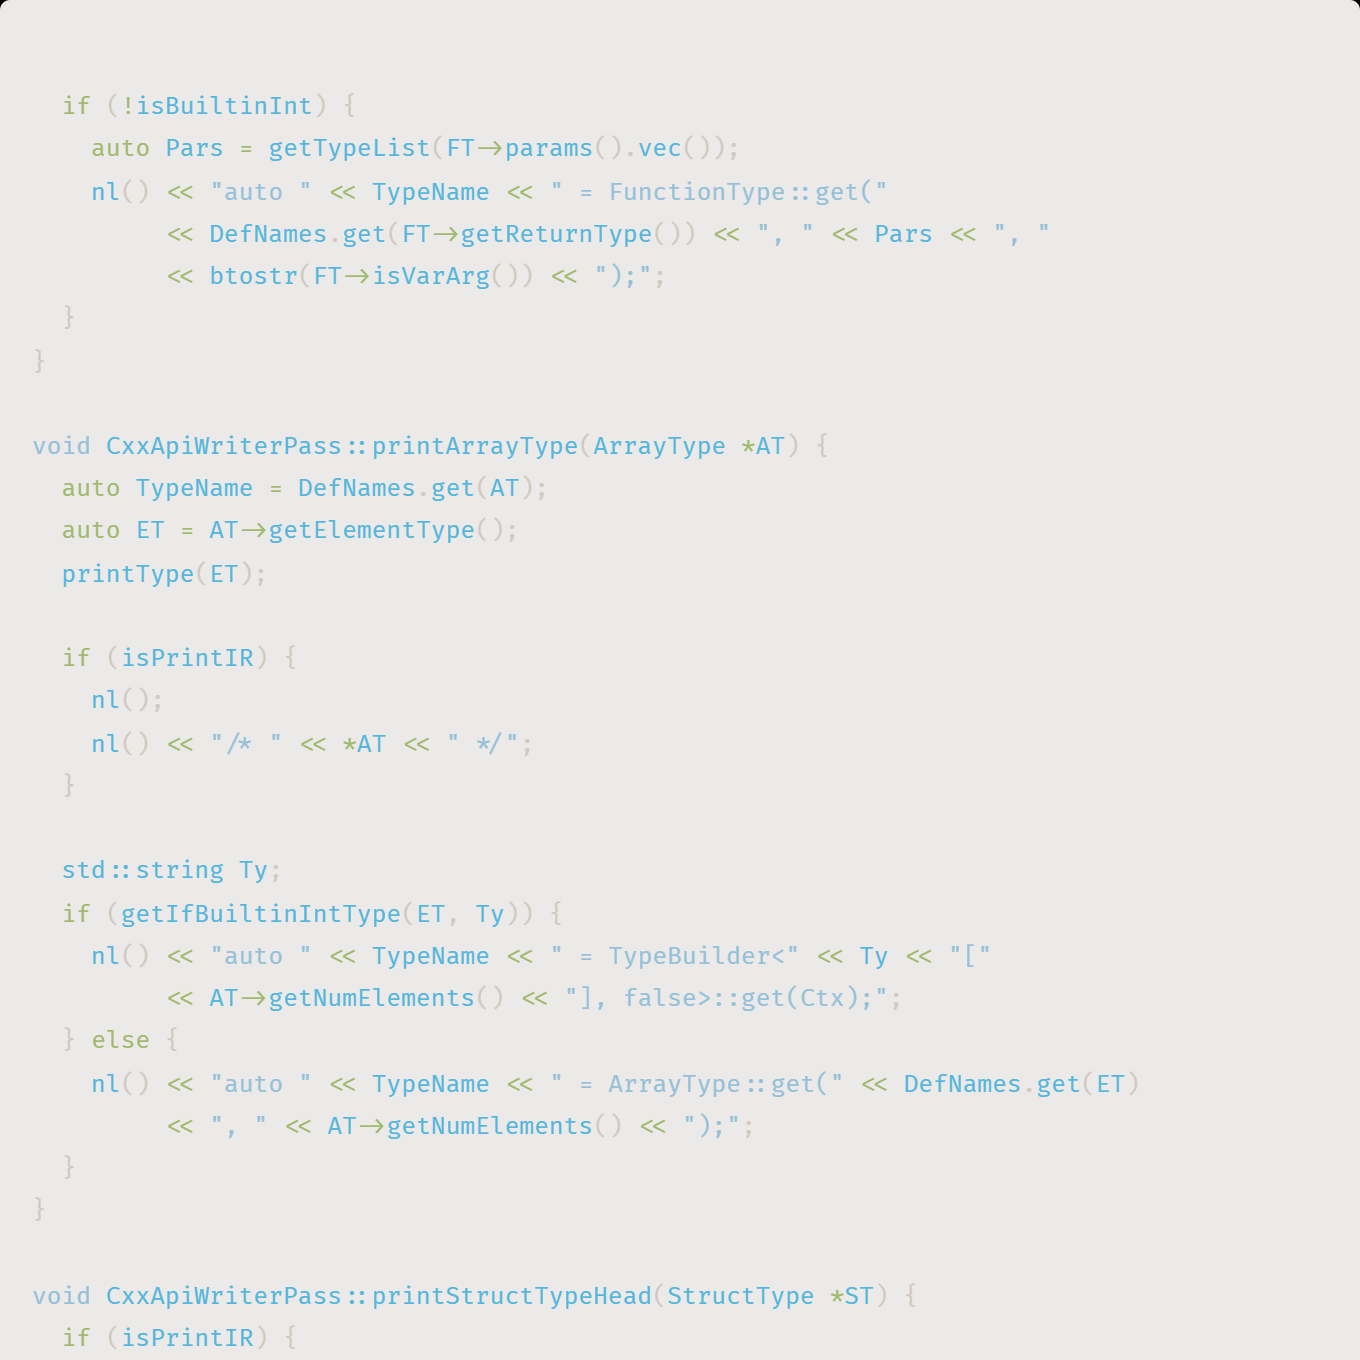 if (!isBuiltinInt) {
    auto Pars = getTypeList(FT->params().vec());
    nl() << "auto " << TypeName << " = FunctionType::get("
         << DefNames.get(FT->getReturnType()) << ", " << Pars << ", "
         << btostr(FT->isVarArg()) << ");";
  }
}

void CxxApiWriterPass::printArrayType(ArrayType *AT) {
  auto TypeName = DefNames.get(AT);
  auto ET = AT->getElementType();
  printType(ET);

  if (isPrintIR) {
    nl();
    nl() << "/* " << *AT << " */";
  }

  std::string Ty;
  if (getIfBuiltinIntType(ET, Ty)) {
    nl() << "auto " << TypeName << " = TypeBuilder<" << Ty << "["
         << AT->getNumElements() << "], false>::get(Ctx);";
  } else {
    nl() << "auto " << TypeName << " = ArrayType::get(" << DefNames.get(ET)
         << ", " << AT->getNumElements() << ");";
  }
}

void CxxApiWriterPass::printStructTypeHead(StructType *ST) {
  if (isPrintIR) {